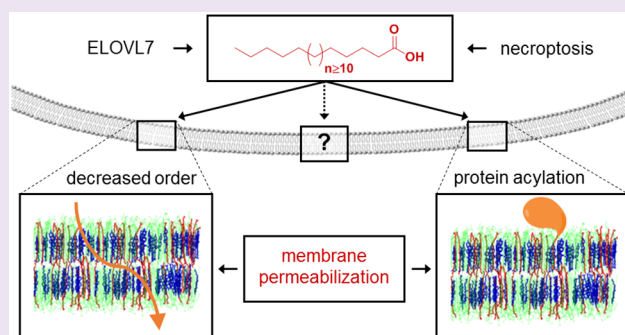 ELOVL7
O
OH
n≥10
necroptosis
?
decreased order
protein acylation
membrane
permeabilization